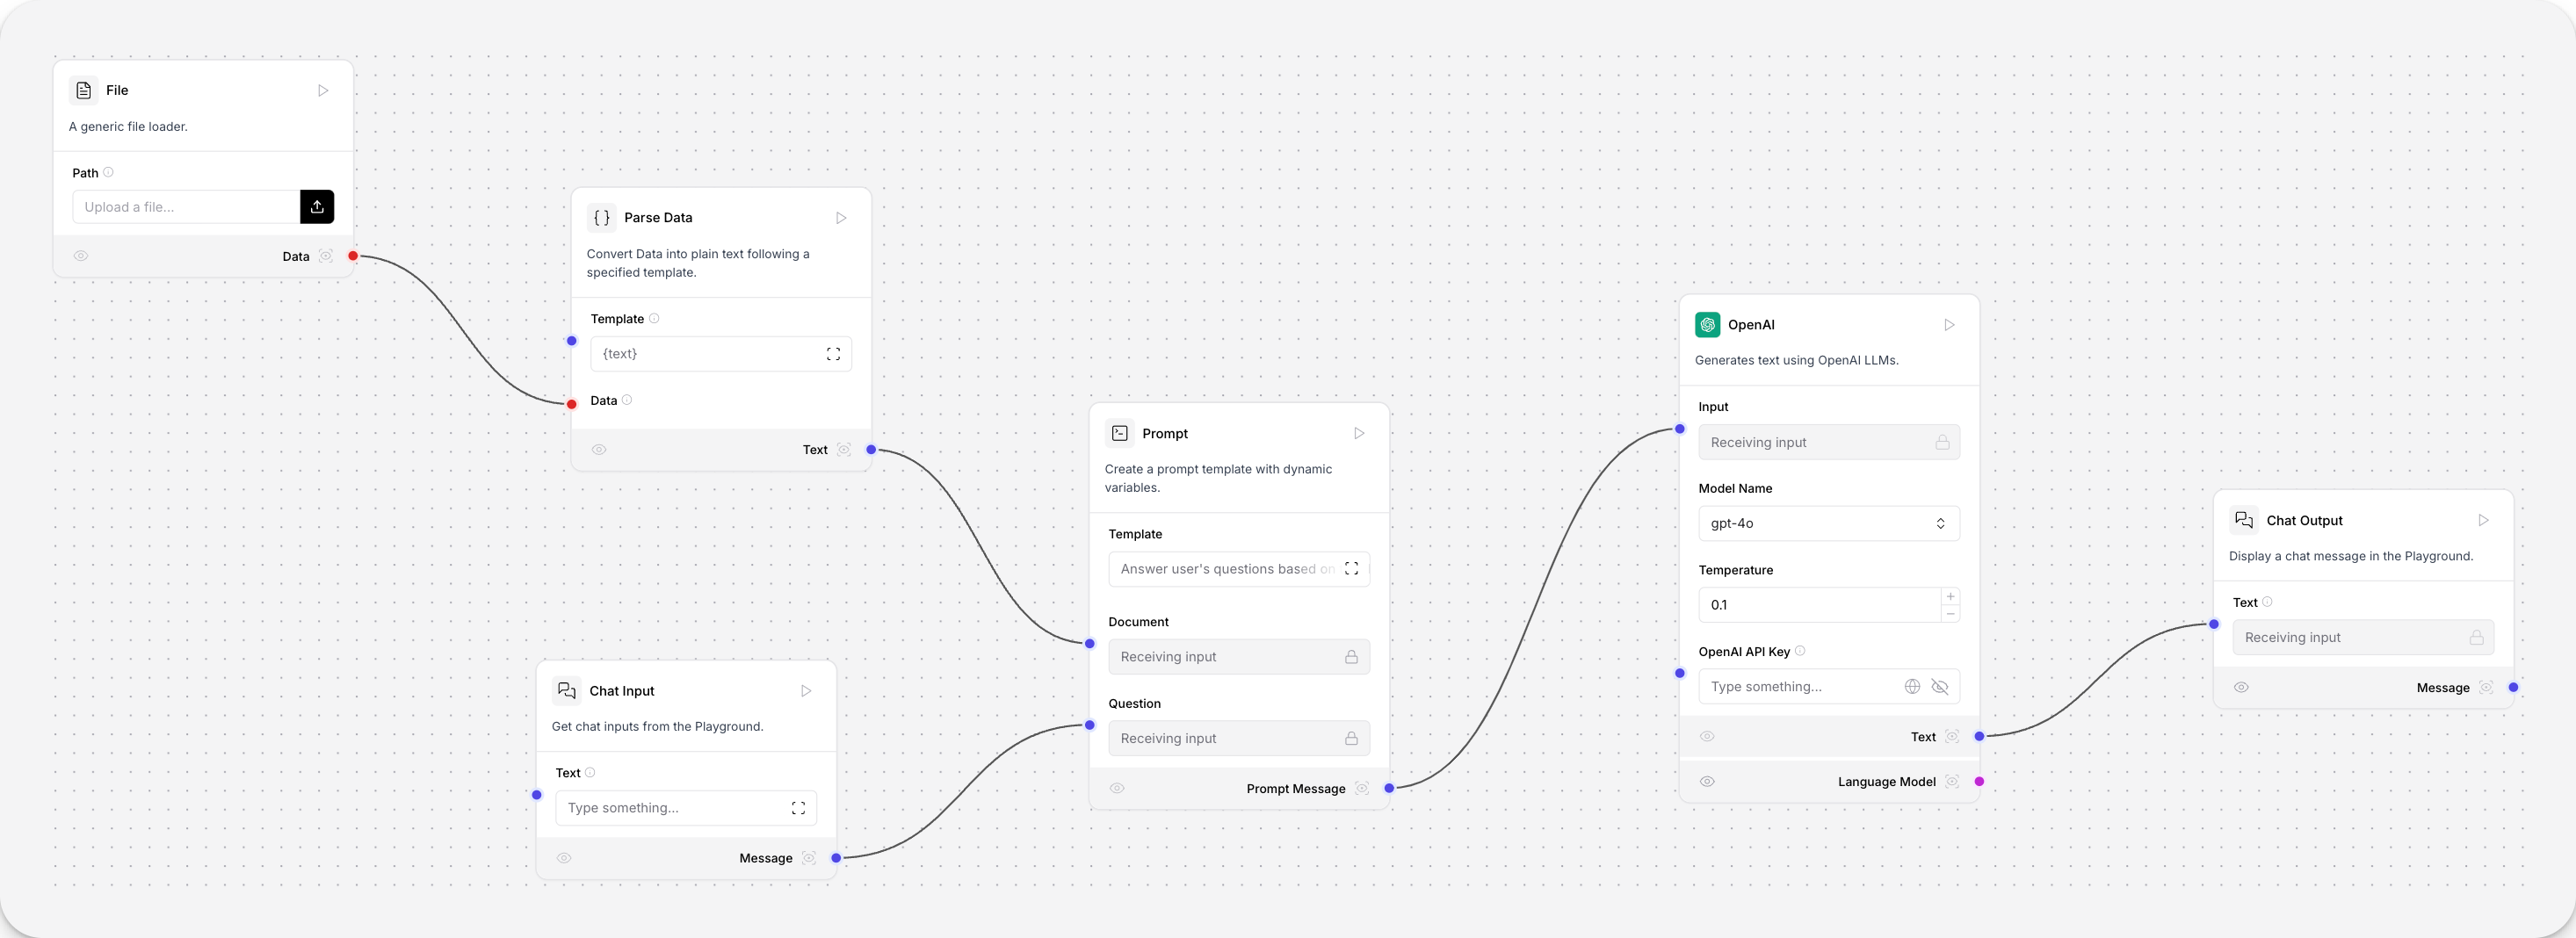 File
A generic file loader.
Path
Upload a file...
Data
Parse Data
Convert Data into plain text following a
specified template.
Template
{text}
Data
Text
Chat Input
Get chat inputs from the Playground.
Text
Type something...
Message
Prompt
Create a prompt template with dynamic
variables.
Template
Answer user's questions based on
Document
Receiving input
Question
Receiving input
Prompt Message
OpenAI
Generates text using OpenAI LLMs.
Input
Receiving input
Model Name
gpt-4o
Temperature
0.1
OpenAI API Key
Type something...
Text
Language Model
Chat Output
Display a chat message in the Playground.
Text
Receiving input
Message